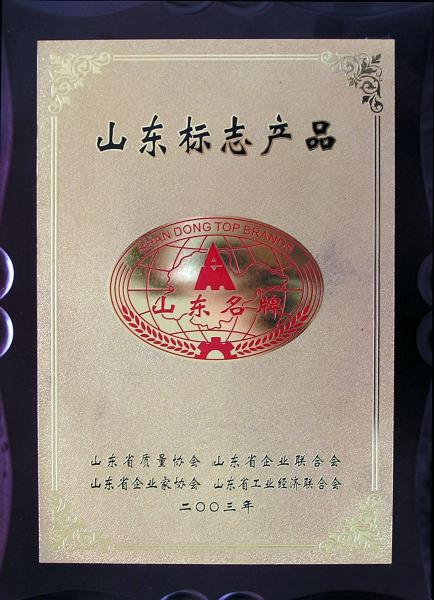 山东标志产品
SHAN DONG TOP BRANDS
山东名牌
山东省质量协会 山东省企业联合会
山东省企业家协会 山东省工业经济联合会
二〇〇三年